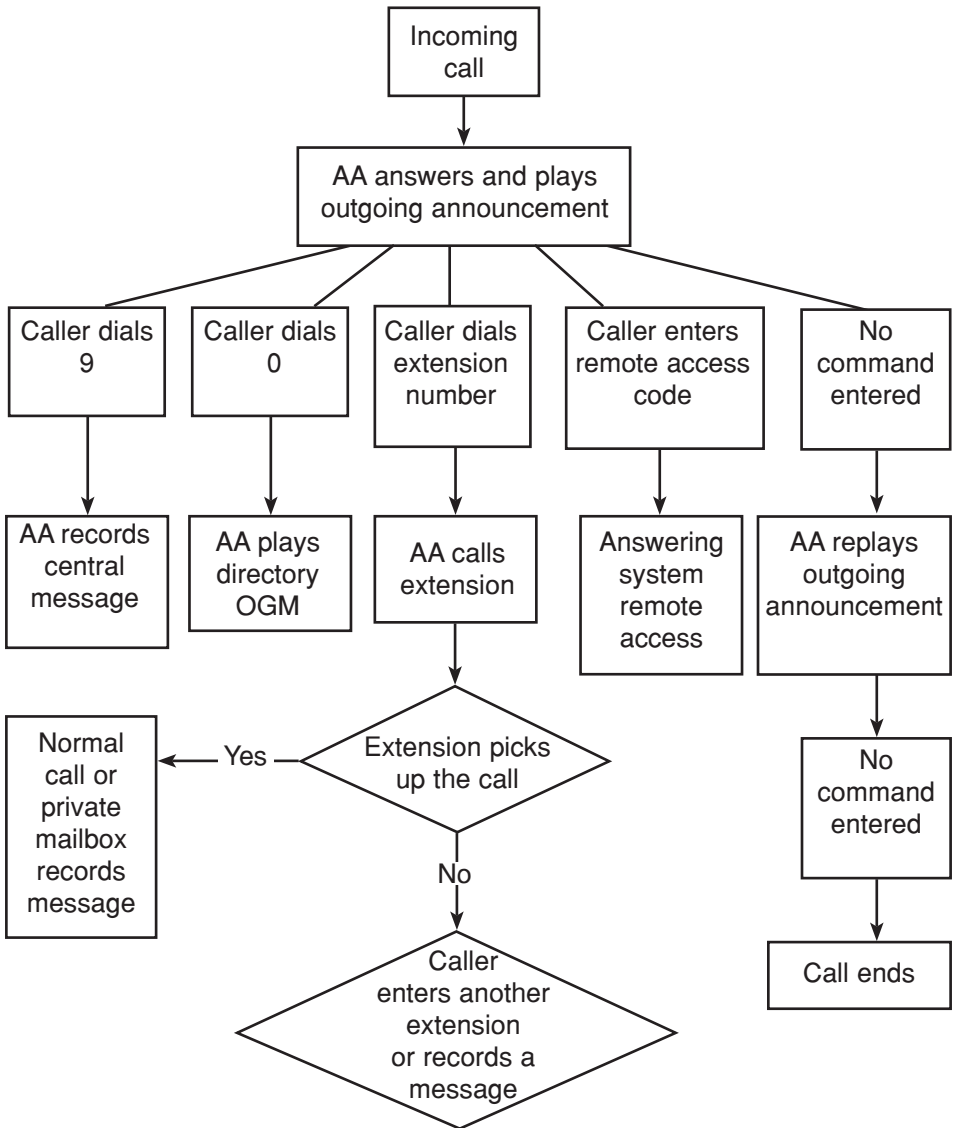 Incoming
call
AA answers and plays
outgoing announcement
Caller dials
9
Caller dials
0
Caller dials
extension
number
Caller enters
remote access
code
No
command
entered
AA records
central
message
AA plays
directory
OGM
AA calls
extension
Answering
system
remote
access
AA replays
outgoing
announcement
Normal
call or
private
mailbox
records
message
Yes
Extension picks
up the call
No
command
entered
No
Caller
enters another
extension
or records a
message
Call ends